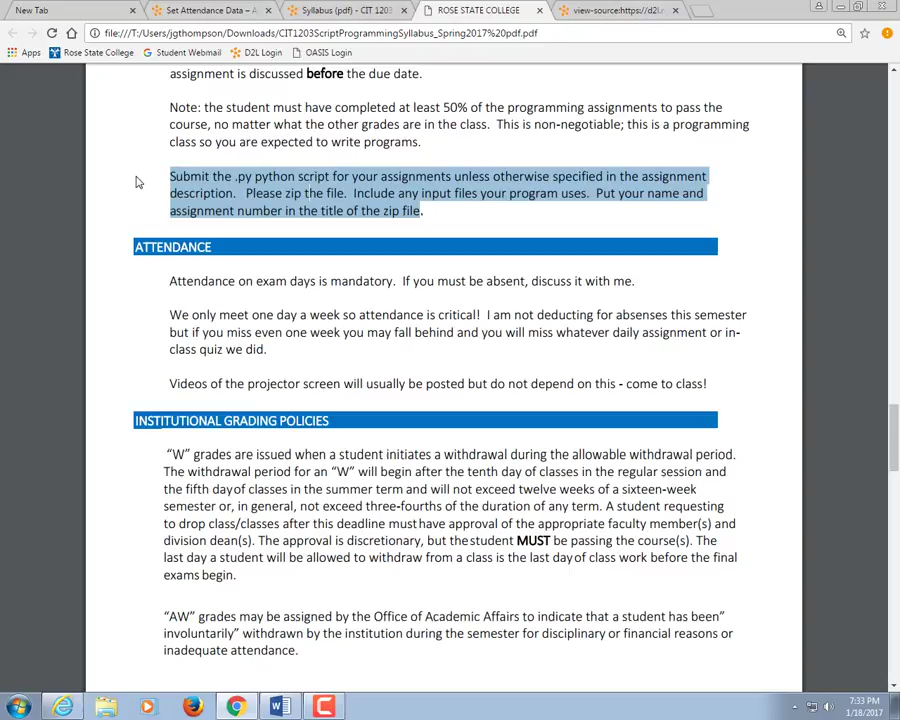 New Tab
Set Attendance Data – A
Syllabus (pdf) - CIT 1203
ROSE STATE COLLEGE
view-source:https://d2L
file:///T:/Users/jgthompson/Downloads/CIT1203ScriptProgrammingSyllabus_Spring2017%20pdf.pdf
Apps
Rose State College
Student Webmail
D2L Login
OASIS Login
assignment is discussed before the due date.
Note: the student must have completed at least 50% of the programming assignments to pass the
course, no matter what the other grades are in the class. This is non-negotiable; this is a programming
class so you are expected to write programs.
Submit the .py python script for your assignments unless otherwise specified in the assignment
description. Please zip the file. Include any input files your program uses. Put your name and
assignment number in the title of the zip file.
ATTENDANCE
Attendance on exam days is mandatory. If you must be absent, discuss it with me.
We only meet one day a week so attendance is critical! I am not deducting for absenses this semester
but if you miss even one week you may fall behind and you will miss whatever daily assignment or in-
class quiz we did.
Videos of the projector screen will usually be posted but do not depend on this - come to class!
INSTITUTIONAL GRADING POLICIES
“W” grades are issued when a student initiates a withdrawal during the allowable withdrawal period.
The withdrawal period for an “W” will begin after the tenth day of classes in the regular session and
the fifth day of classes in the summer term and will not exceed twelve weeks of a sixteen-week
semester or, in general, not exceed three-fourths of the duration of any term. A student requesting
to drop class/classes after this deadline must have approval of the appropriate faculty member(s) and
division dean(s). The approval is discretionary, but the student MUST be passing the course(s). The
last day a student will be allowed to withdraw from a class is the last day of class work before the final
exams begin.
“AW” grades may be assigned by the Office of Academic Affairs to indicate that a student has been”
involuntarily” withdrawn by the institution during the semester for disciplinary or financial reasons or
inadequate attendance.
7:33 PM
1/18/2017